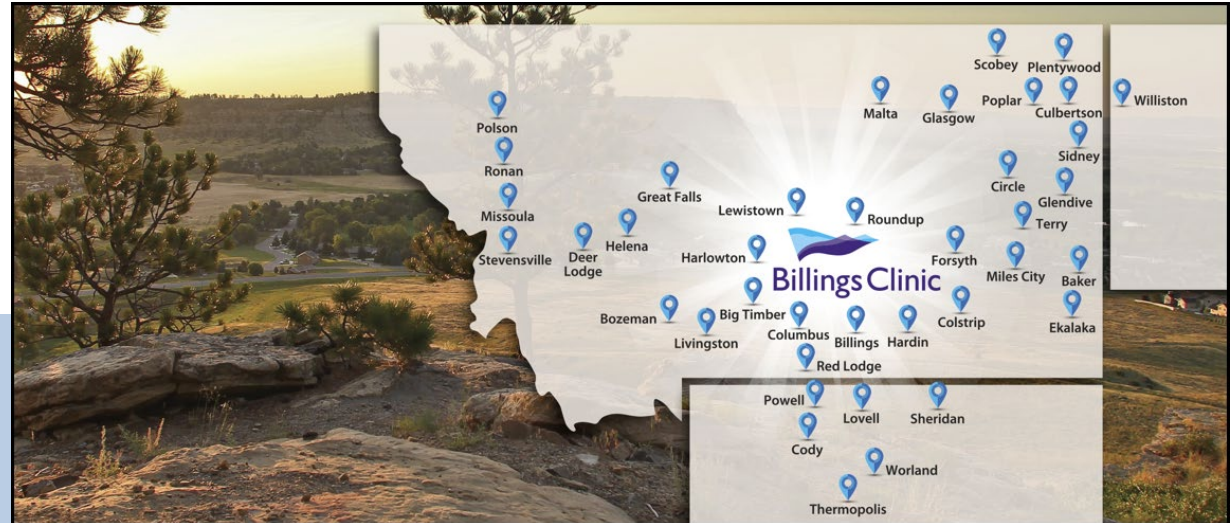 Scobey
Plentywood
Malta
Glasgow
Poplar
Culbertson
Williston
Polson
Sidney
Ronan
Circle
Glendive
Great Falls
Missoula
Lewistown
Roundup
Terry
Stevensville
Deer
Lodge
Helena
Harlowton
Forsyth
Miles City
Baker
Billings Clinic
Bozeman
Big Timber
Livingston
Columbus
Billings
Hardin
Colstrip
Ekalaka
Red Lodge
Powell
Lovell
Sheridan
Cody
Worland
Thermopolis